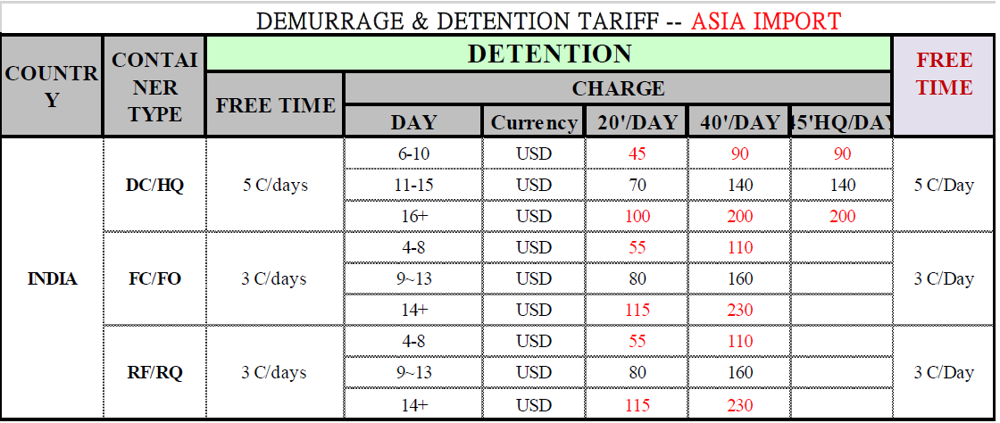 DEMURRAGE & DETENTION TARIFF -- ASIA IMPORT
COUNTR
Y
CONTAI
NER
TYPE
DETENTION
FREE
TIME
FREE TIME
CHARGE
DAY Currency 20'/DAY 40'/DAY 45'HQ/DAY
INDIA
DC/HQ 5 C/days
6-10 USD 45 90 90
11-15 USD 70 140 140
16+ USD 100 200 200
5 C/Day
FC/FO 3 C/days
4-8 USD 55 110
9~13 USD 80 160
14+ USD 115 230
3 C/Day
RF/RQ 3 C/days
4-8 USD 55 110
9~13 USD 80 160
14+ USD 115 230
3 C/Day